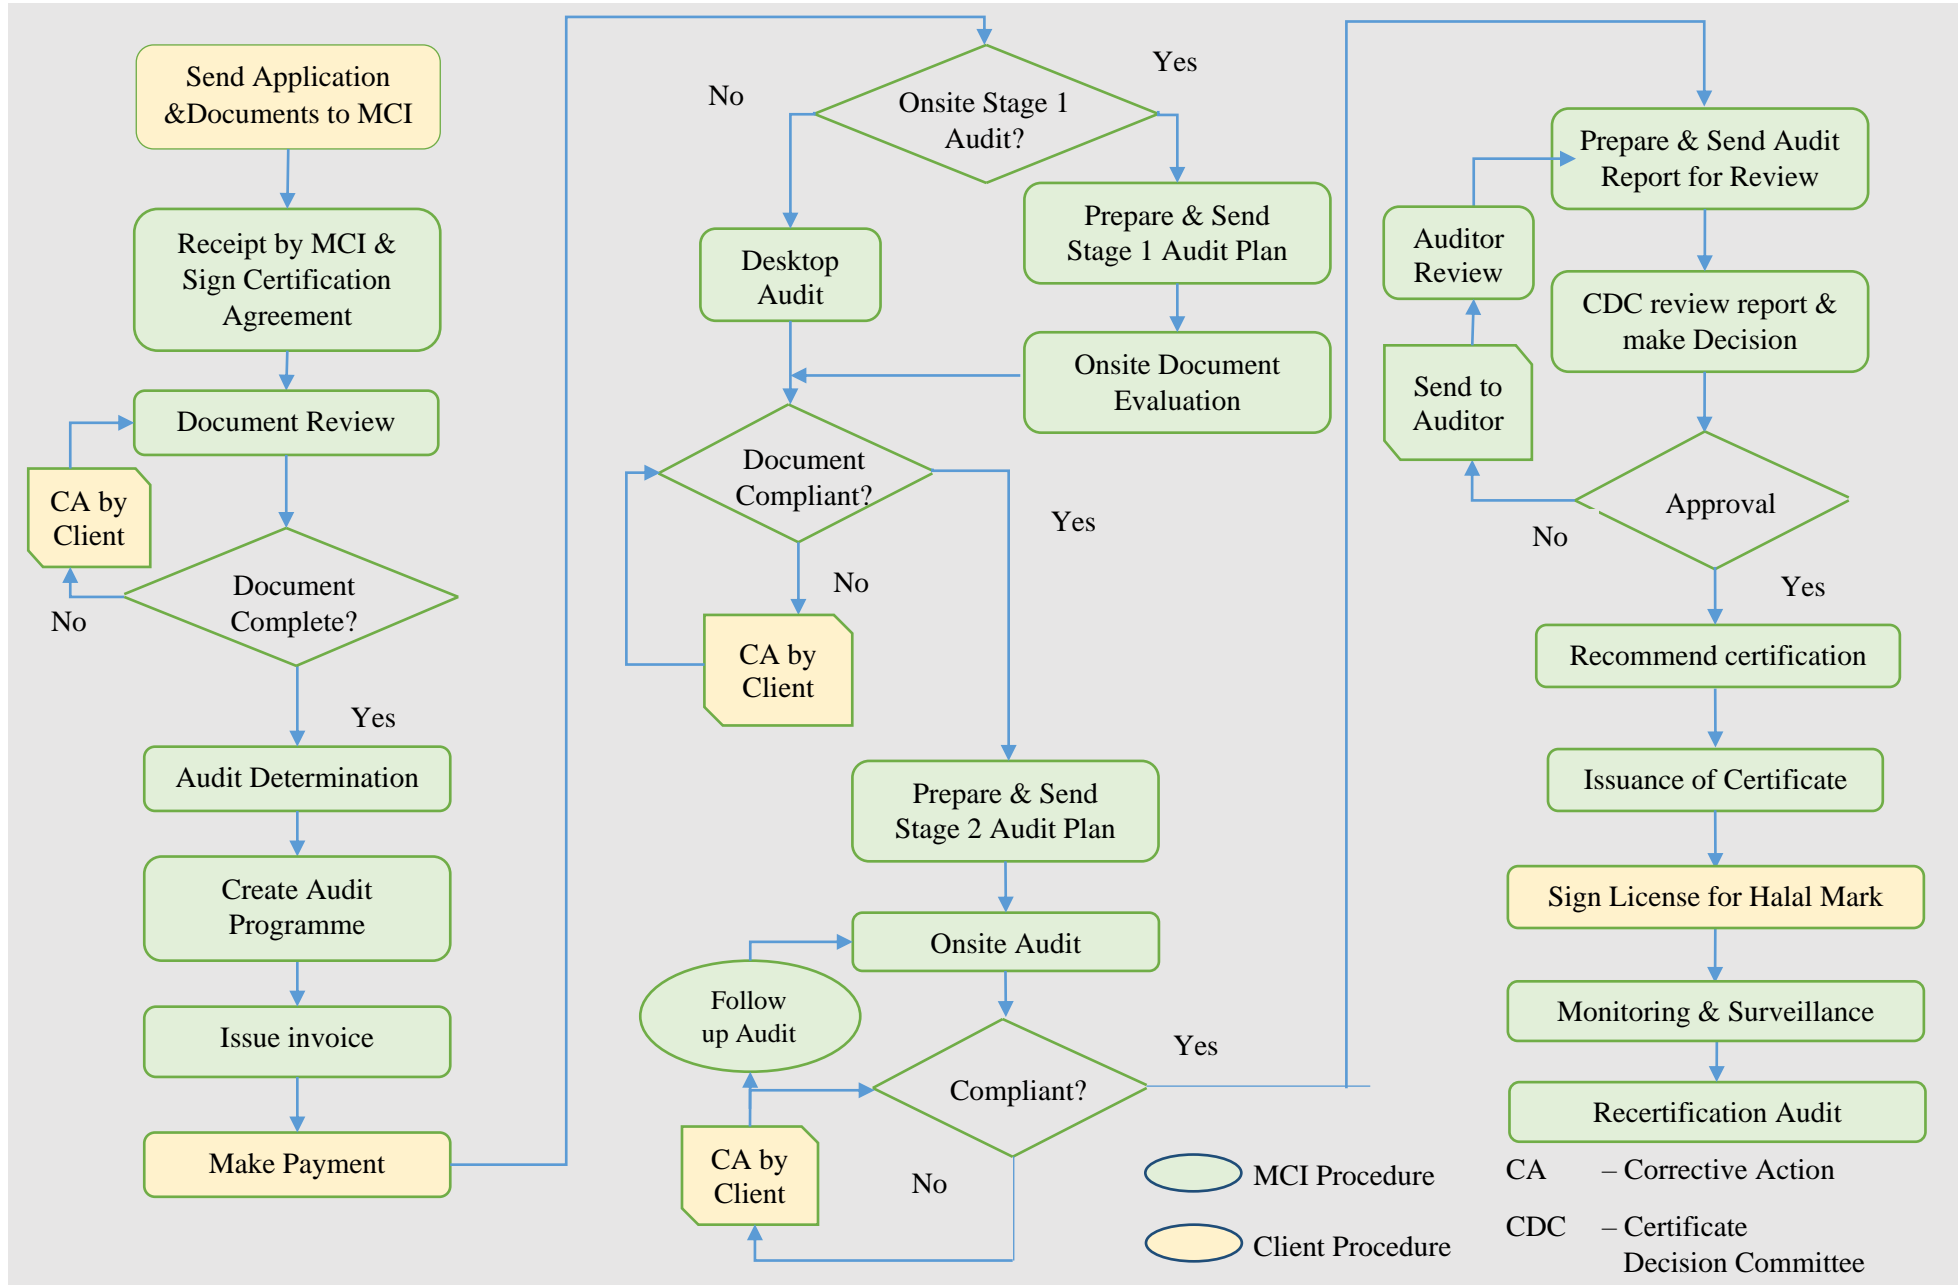 Send Application
&Documents to MCI
Receipt by MCI &
Sign Certification
Agreement
Document Review
CA by
Client
Document
Complete?
No
Yes
Audit Determination
Create Audit
Programme
Issue invoice
Make Payment
Onsite Stage 1
Audit?
No
Yes
Desktop
Audit
Prepare & Send
Stage 1 Audit Plan
Onsite Document
Evaluation
Document
Compliant?
Yes
No
CA by
Client
Prepare & Send
Stage 2 Audit Plan
Onsite Audit
Follow
up Audit
Compliant?
Yes
No
CA by
Client
Prepare & Send Audit
Report for Review
Auditor
Review
CDC review report &
make Decision
Send to
Auditor
Approval
No
Yes
Recommend certification
Issuance of Certificate
Sign License for Halal Mark
Monitoring & Surveillance
Recertification Audit
MCI Procedure
Client Procedure
CA – Corrective Action
CDC – Certificate
Decision Committee